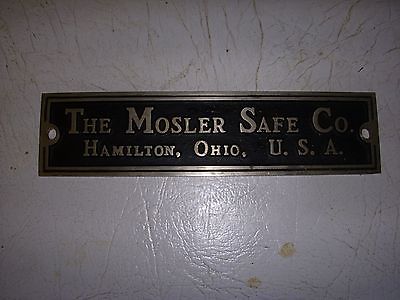 The Mosler Safe Co.
Hamilton, Ohio, U. S. A.